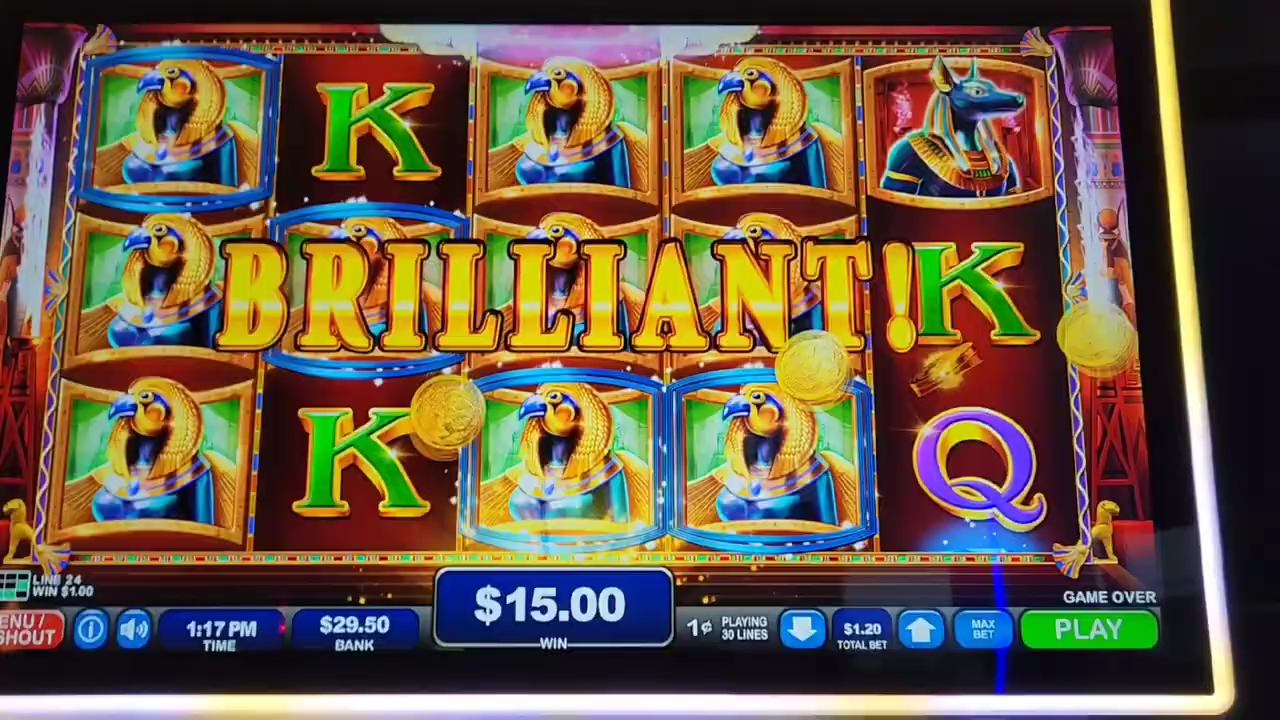 K
BRILLIANT!
K
K
Q
LINE 24
WIN $1.00
GAME OVER
ENU/
SHOUT
1:17 PM
TIME
$29.50
BANK
$15.00
WIN
1¢
PLAYING
30 LINES
$1.20
TOTAL BET
MAX
BET
PLAY